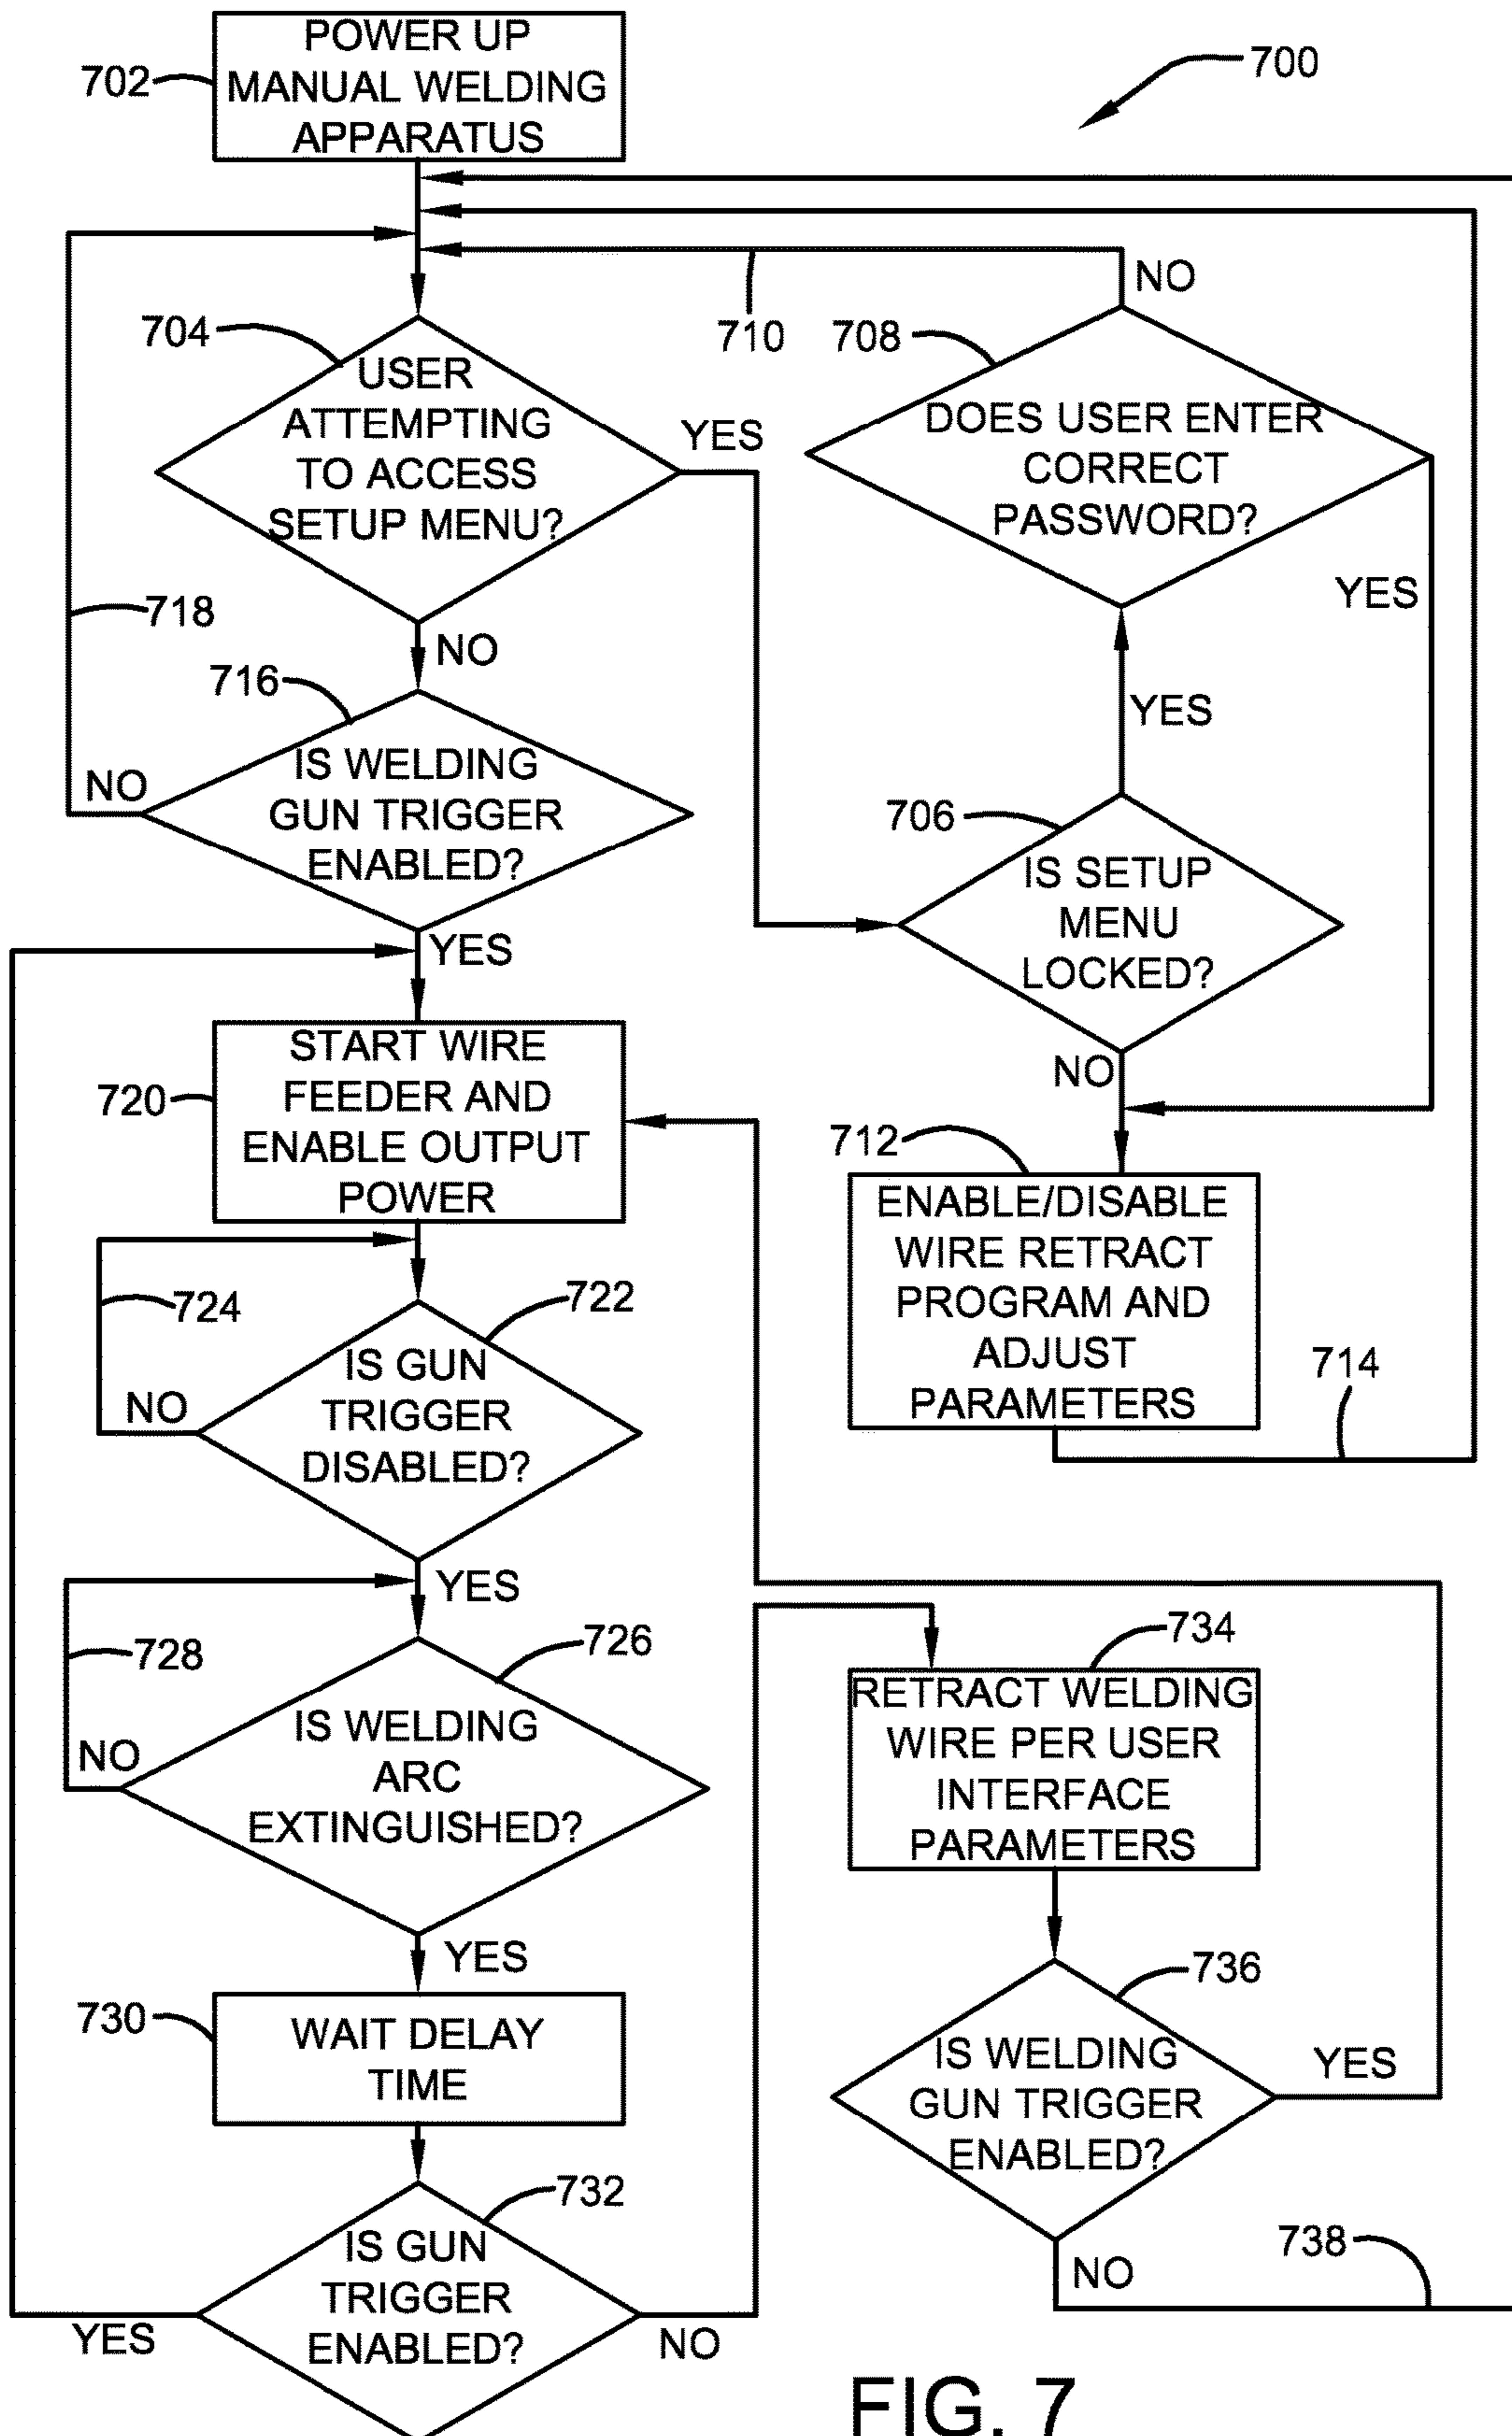 POWER UP
MANUAL WELDING
APPARATUS
702
700
710
NO
704
USER
ATTEMPTING
TO ACCESS
SETUP MENU?
YES
NO
708
DOES USER ENTER
CORRECT
PASSWORD?
YES
YES
718
716
IS WELDING
GUN TRIGGER
ENABLED?
NO
YES
706
IS SETUP
MENU
LOCKED?
NO
720
START WIRE
FEEDER AND
ENABLE OUTPUT
POWER
712
ENABLE/DISABLE
WIRE RETRACT
PROGRAM AND
ADJUST
PARAMETERS
714
724
722
IS GUN
TRIGGER
DISABLED?
NO
YES
728
726
IS WELDING
ARC
EXTINGUISHED?
NO
YES
734
RETRACT WELDING
WIRE PER USER
INTERFACE
PARAMETERS
730
WAIT DELAY
TIME
736
IS WELDING
GUN TRIGGER
ENABLED?
YES
NO
738
732
IS GUN
TRIGGER
ENABLED?
YES
NO
FIG. 7